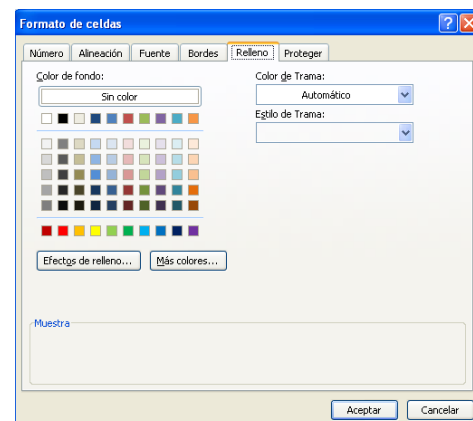 Formato de celdas
Número Alineación Fuente Bordes Relleno Proteger
Color de fondo:
Sin color
Color de Trama:
Automático
Estilo de Trama:
Efectos de relleno... Más colores...
Muestra
Aceptar Cancelar